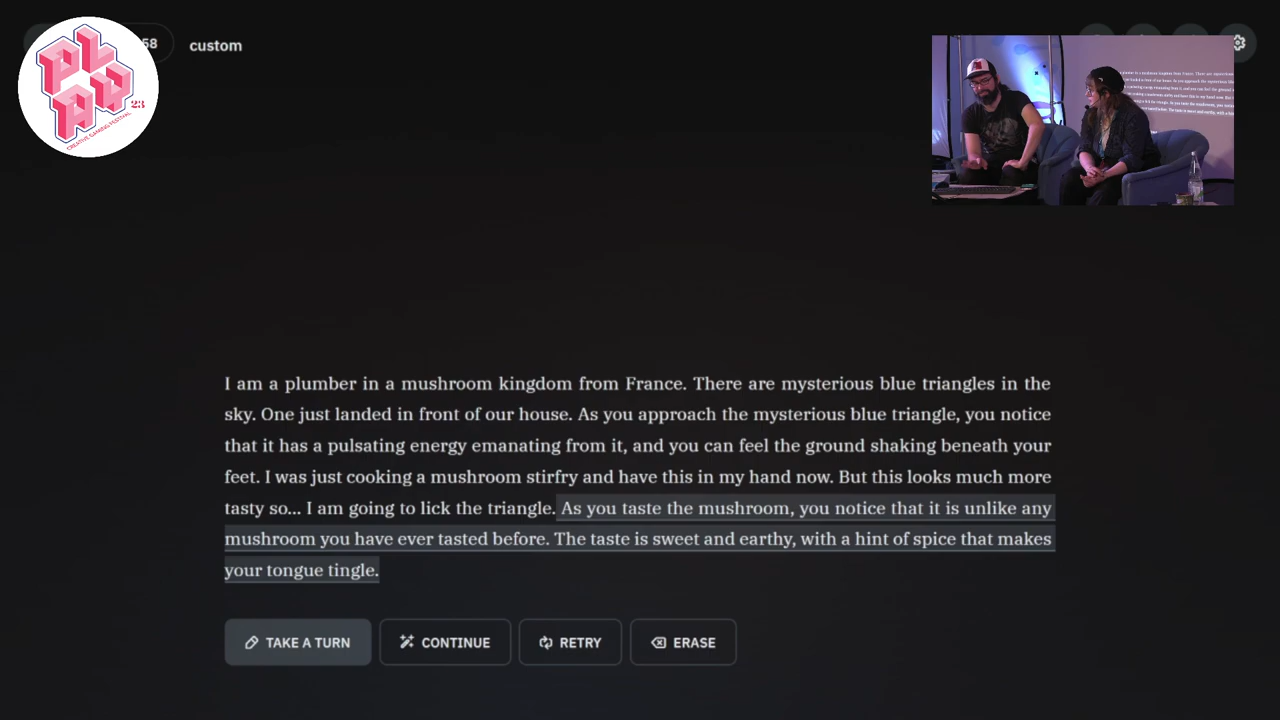 58
custom
PLAY
23
CREATIVE GAMING FESTIVAL
I am a plumber in a mushroom kingdom from France. There are mysterious blue triangles in the
sky. One just landed in front of our house. As you approach the mysterious blue triangle, you notice
that it has a pulsating energy emanating from it, and you can feel the ground shaking beneath your
feet. I was just cooking a mushroom stirfry and have this in my hand now. But this looks much more
tasty so... I am going to lick the triangle. As you taste the mushroom, you notice that it is unlike any
mushroom you have ever tasted before. The taste is sweet and earthy, with a hint of spice that makes
your tongue tingle.
TAKE A TURN
CONTINUE
RETRY
ERASE